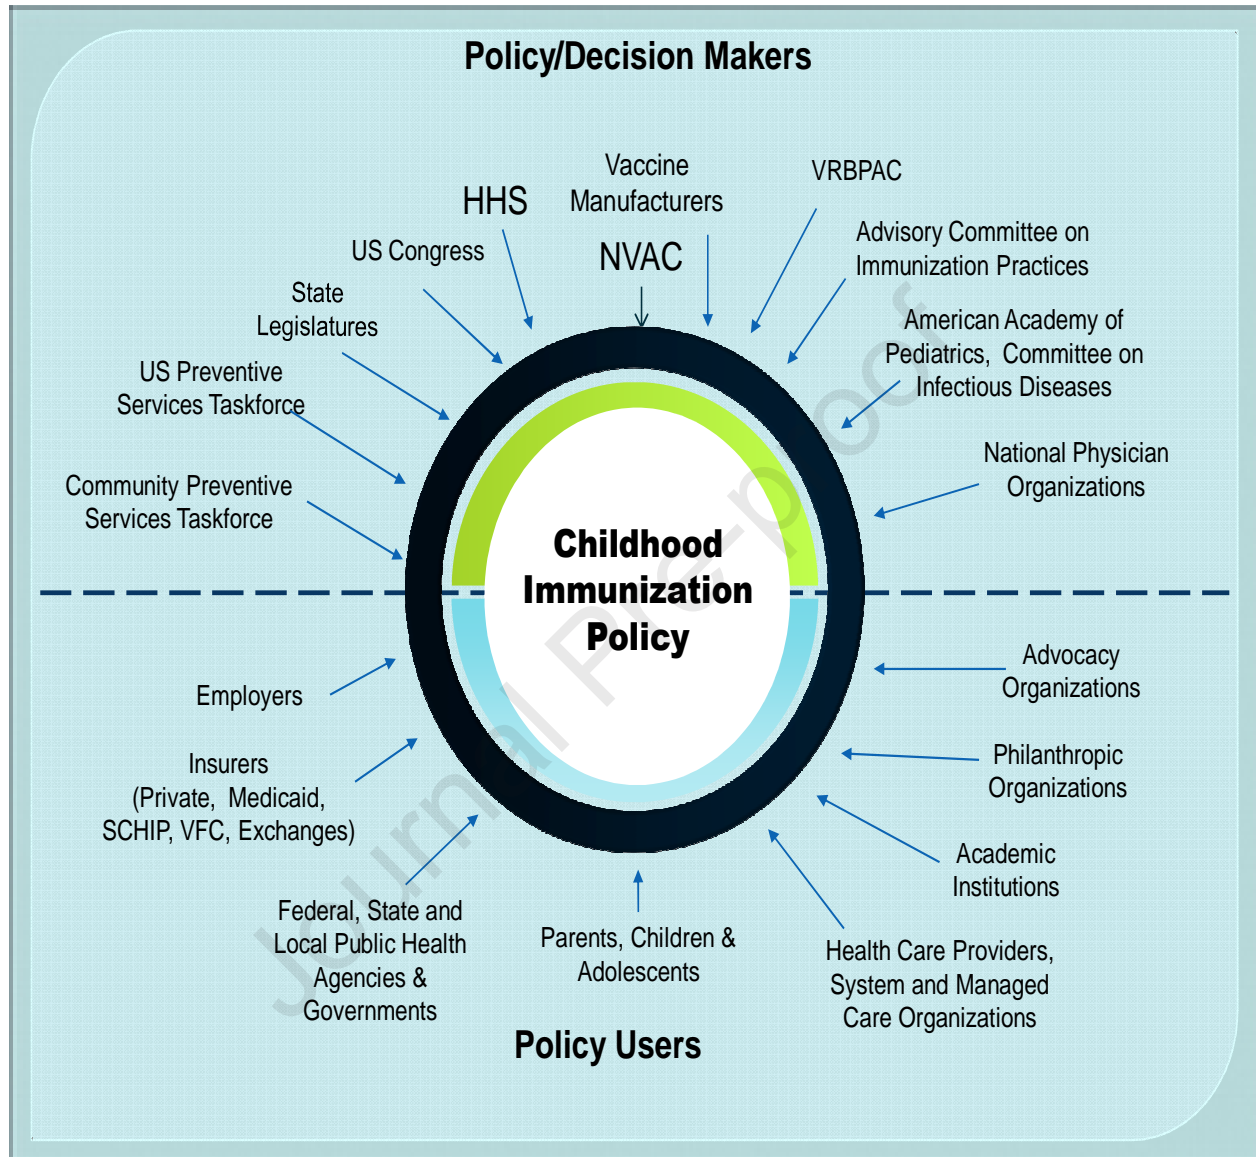 Policy/Decision Makers
Vaccine
Manufacturers
VRBPAC
HHS
US Congress
NVAC
Advisory Committee on
Immunization Practices
State
Legislatures
American Academy of
Pediatrics, Committee on
Infectious Diseases
US Preventive
Services Taskforce
National Physician
Organizations
Community Preventive
Services Taskforce
Childhood
Immunization
Policy
Employers
Advocacy
Organizations
Insurers
(Private, Medicaid,
SCHIP, VFC, Exchanges)
Philanthropic
Organizations
Academic
Institutions
Federal, State and
Local Public Health
Agencies &
Governments
Parents, Children &
Adolescents
Health Care Providers,
System and Managed
Care Organizations
Policy Users
Journal Pre-proof